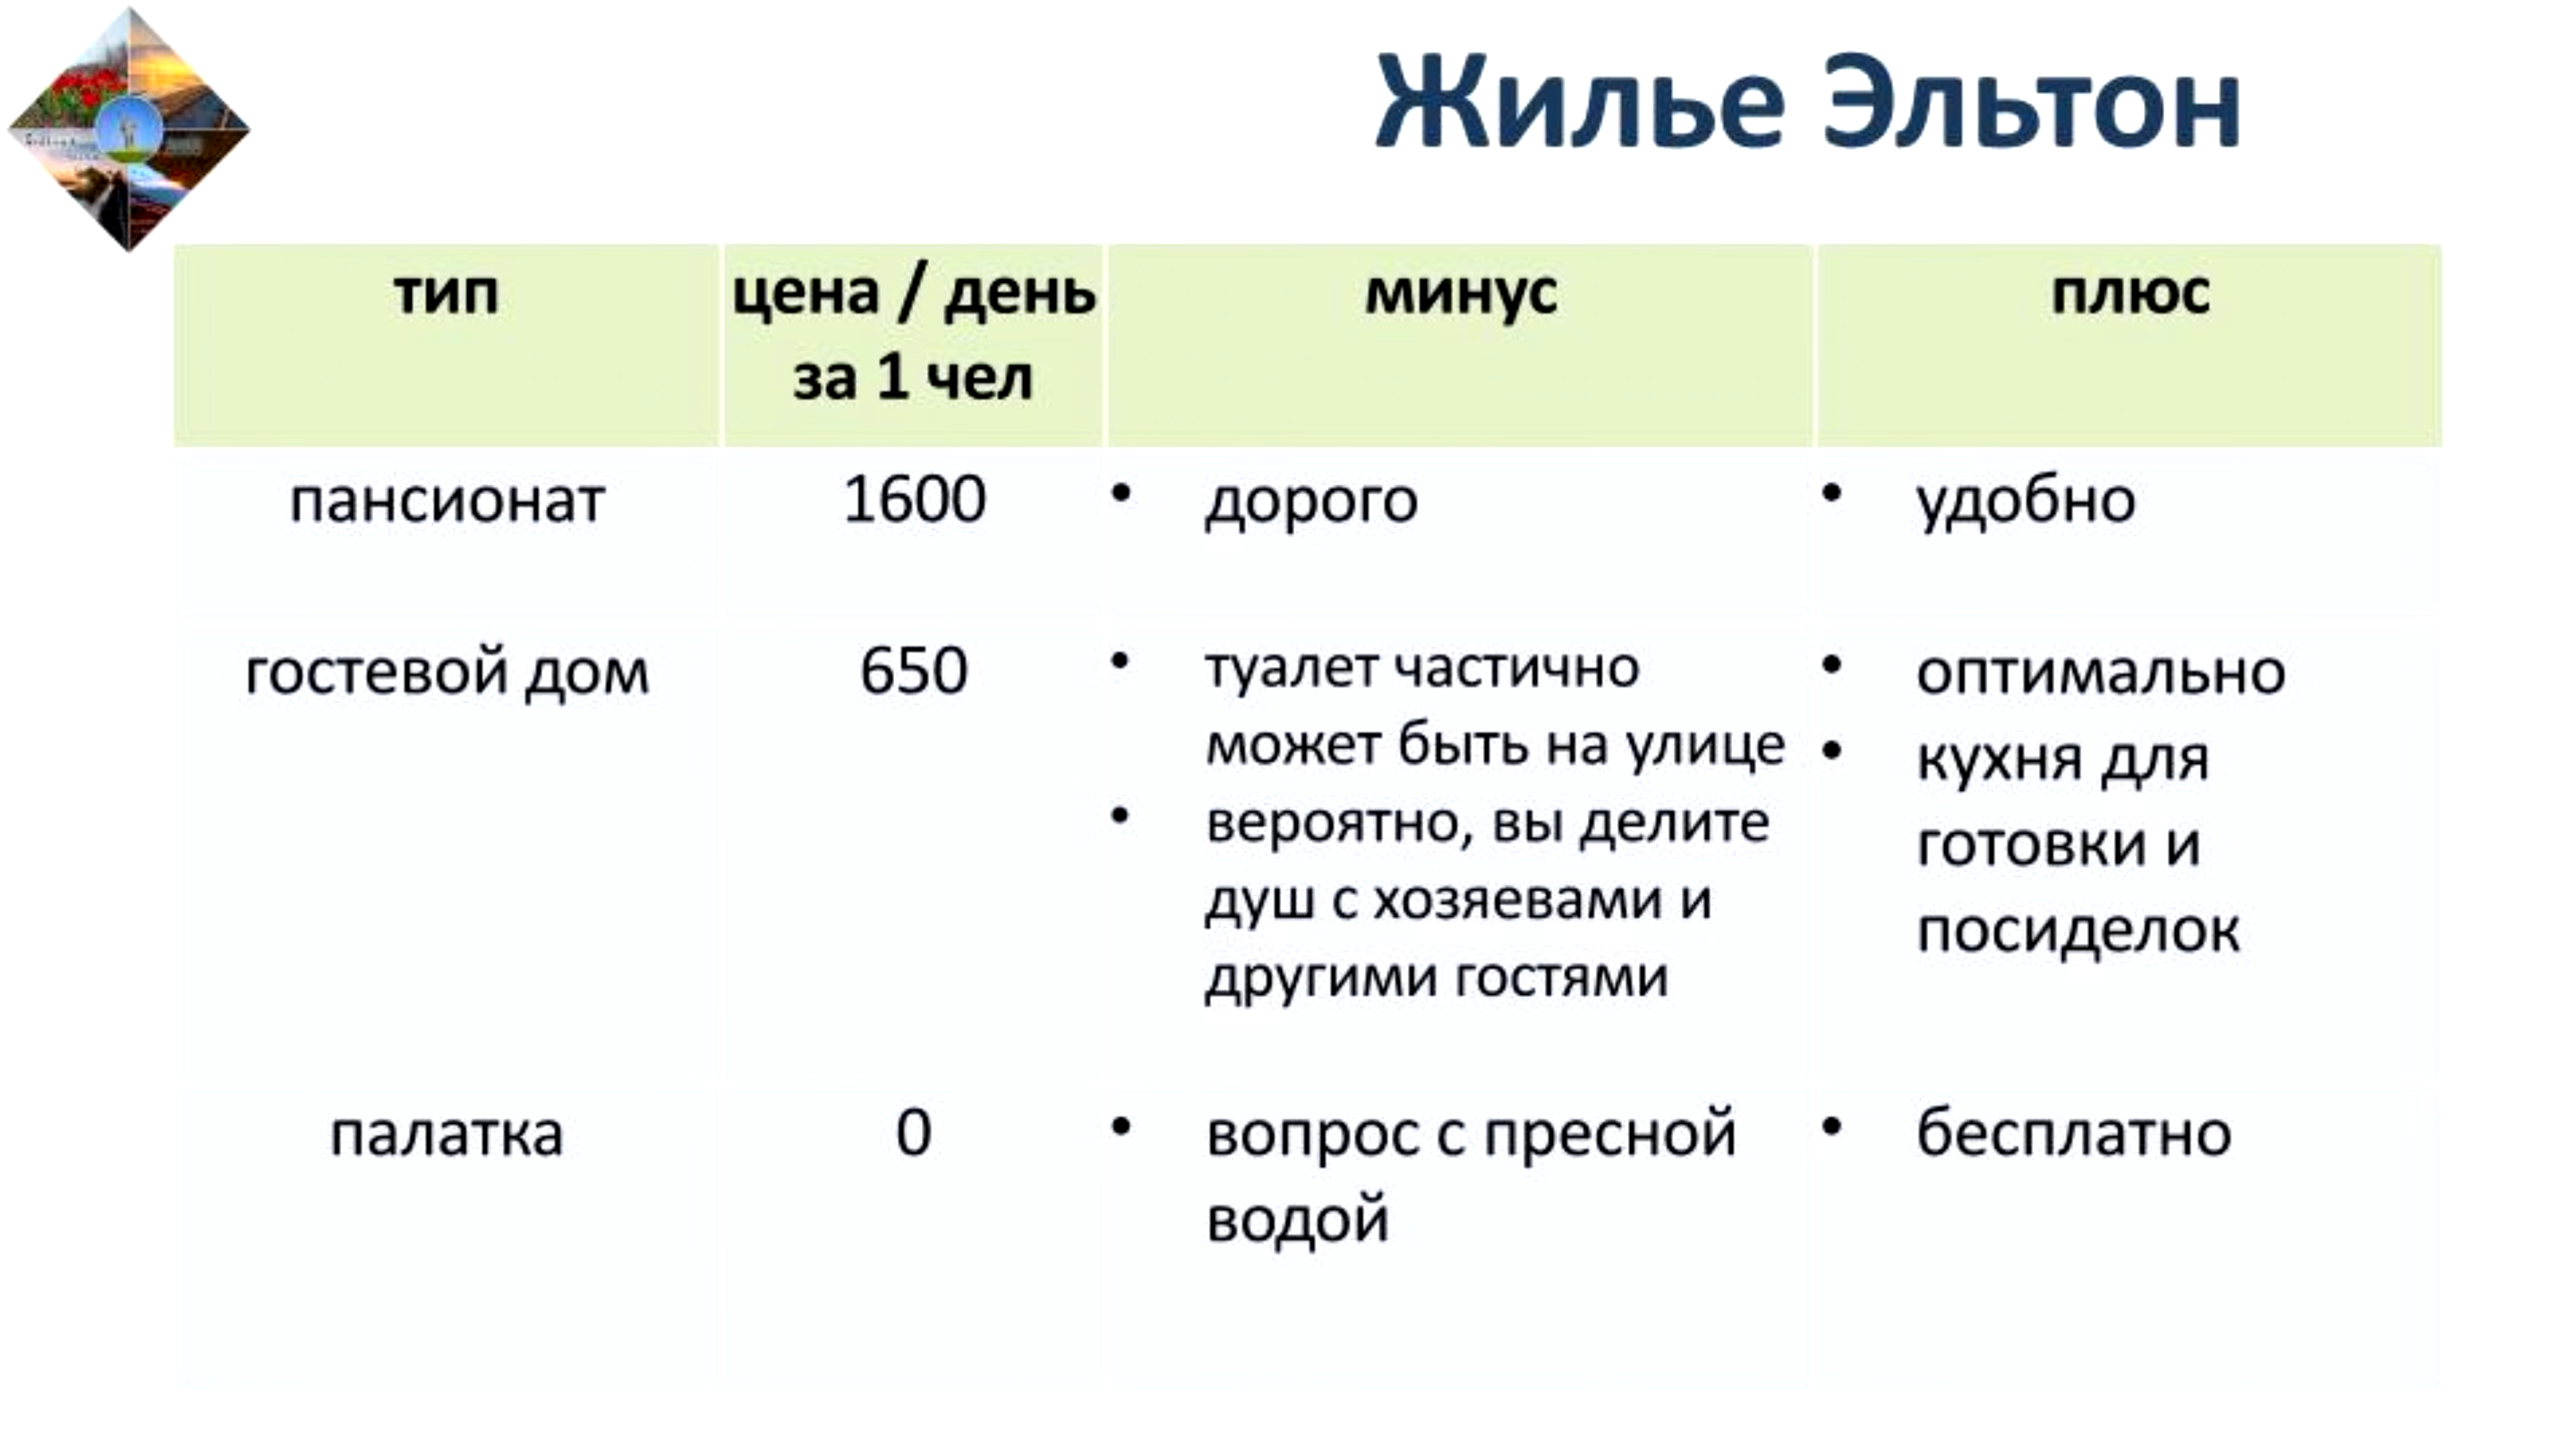 Жилье Эльтон
тип
цена / день
за 1 чел
минус
плюс
пансионат
1600
• дорого
• удобно
гостевой дом
650
• туалет частично
может быть на улице
• вероятно, вы делите
душ с хозяевами и
другими гостями
• оптимально
• кухня для
готовки и
посиделок
палатка
0
• вопрос с пресной
водой
• бесплатно